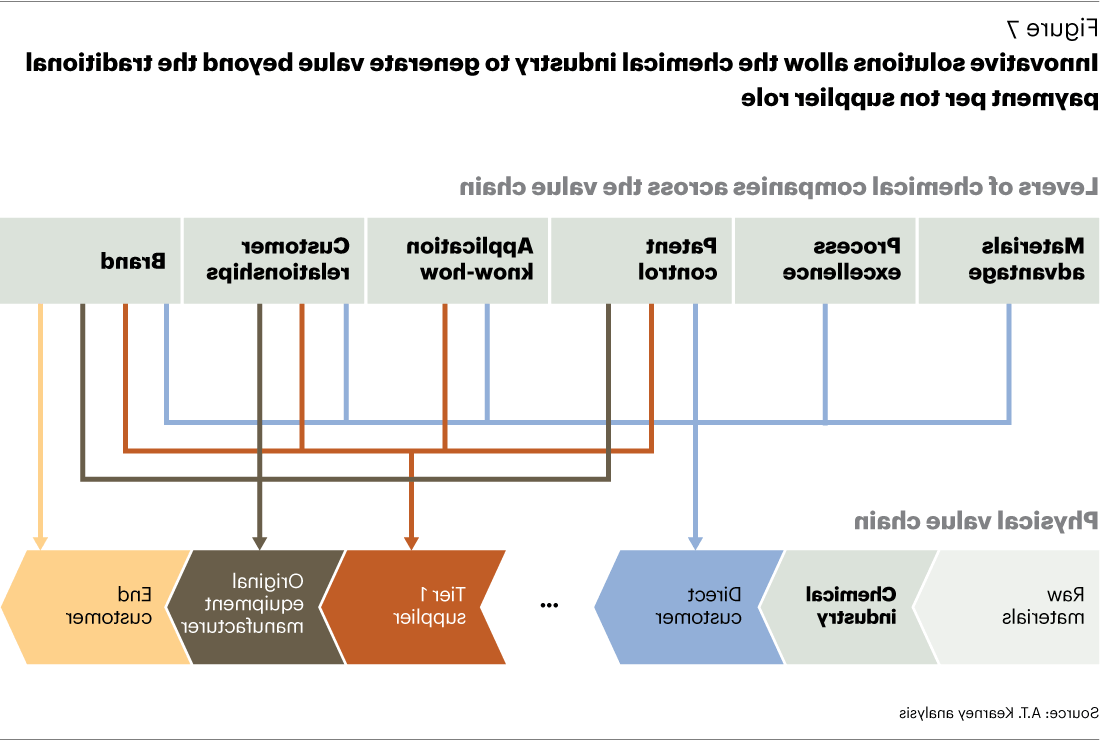 Figure 7
Innovative solutions allow the chemical industry to generate value beyond the traditional
payment per ton supplier role
Levers of chemical companies across the value chain
Materials
advantage
Process
excellence
Patent
control
Application
know-how
Customer
relationships
Brand
Physical value chain
Raw
materials
Chemical
industry
Direct
customer
...
Tier 1
supplier
Original
equipment
manufacturer
End
customer
Source: A.T. Kearney analysis